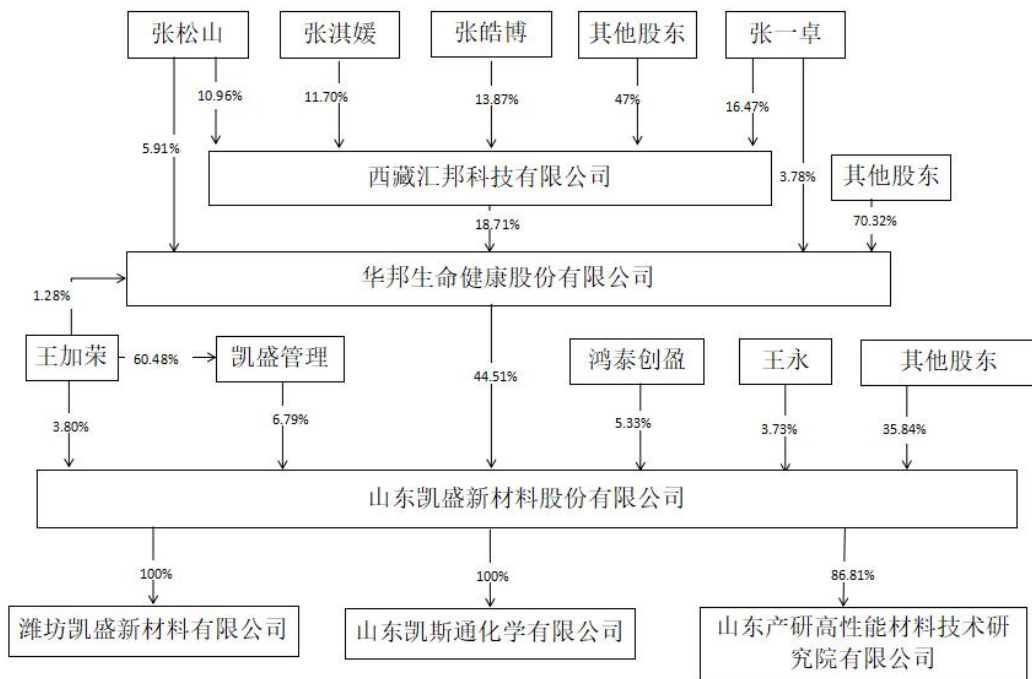 张松山
张淇媛
张皓博
其他股东
张一卓
10.96%
11.70%
13.87%
47%
16.47%
5.91%
西藏汇邦科技有限公司
3.78%
其他股东
18.71%
70.32%
华邦生命健康股份有限公司
1.28%
王加荣
60.48%
凯盛管理
44.51%
鸿泰创盈
王永
其他股东
3.80%
6.79%
5.33%
3.73%
35.84%
山东凯盛新材料股份有限公司
100%
100%
86.81%
潍坊凯盛新材料有限公司
山东凯斯通化学有限公司
山东产研高性能材料技术研
究院有限公司